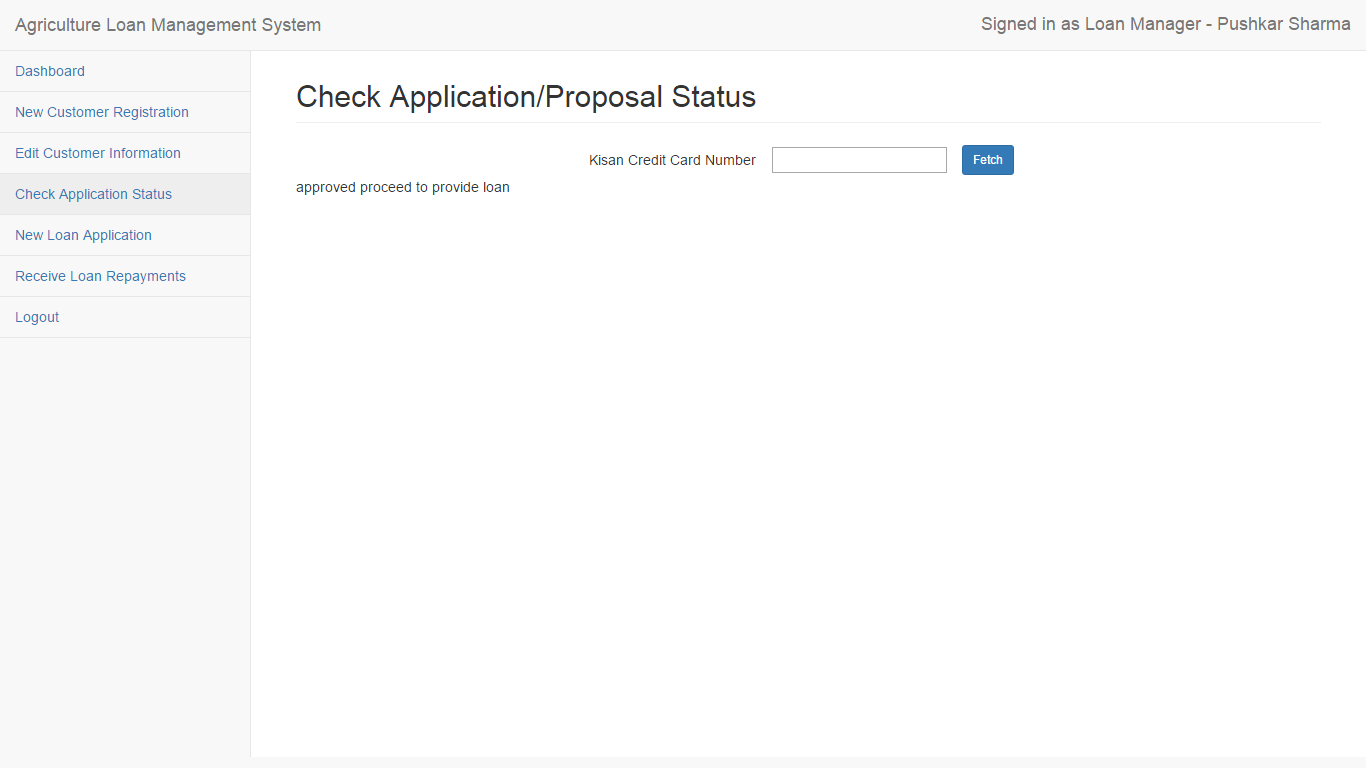 Agriculture Loan Management System
Signed in as Loan Manager - Pushkar Sharma
Dashboard
New Customer Registration
Edit Customer Information
Check Application Status
New Loan Application
Receive Loan Repayments
Logout
Check Application/Proposal Status
Kisan Credit Card Number Fetch
approved proceed to provide loan